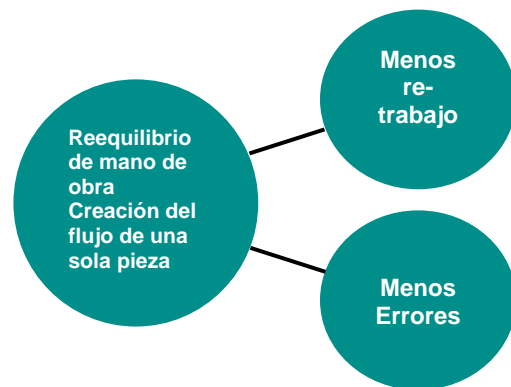 Reequilibrio
de mano de
obra
Creación del
flujo de una
sola pieza
Menos
re-
trabajo
Menos
Errores